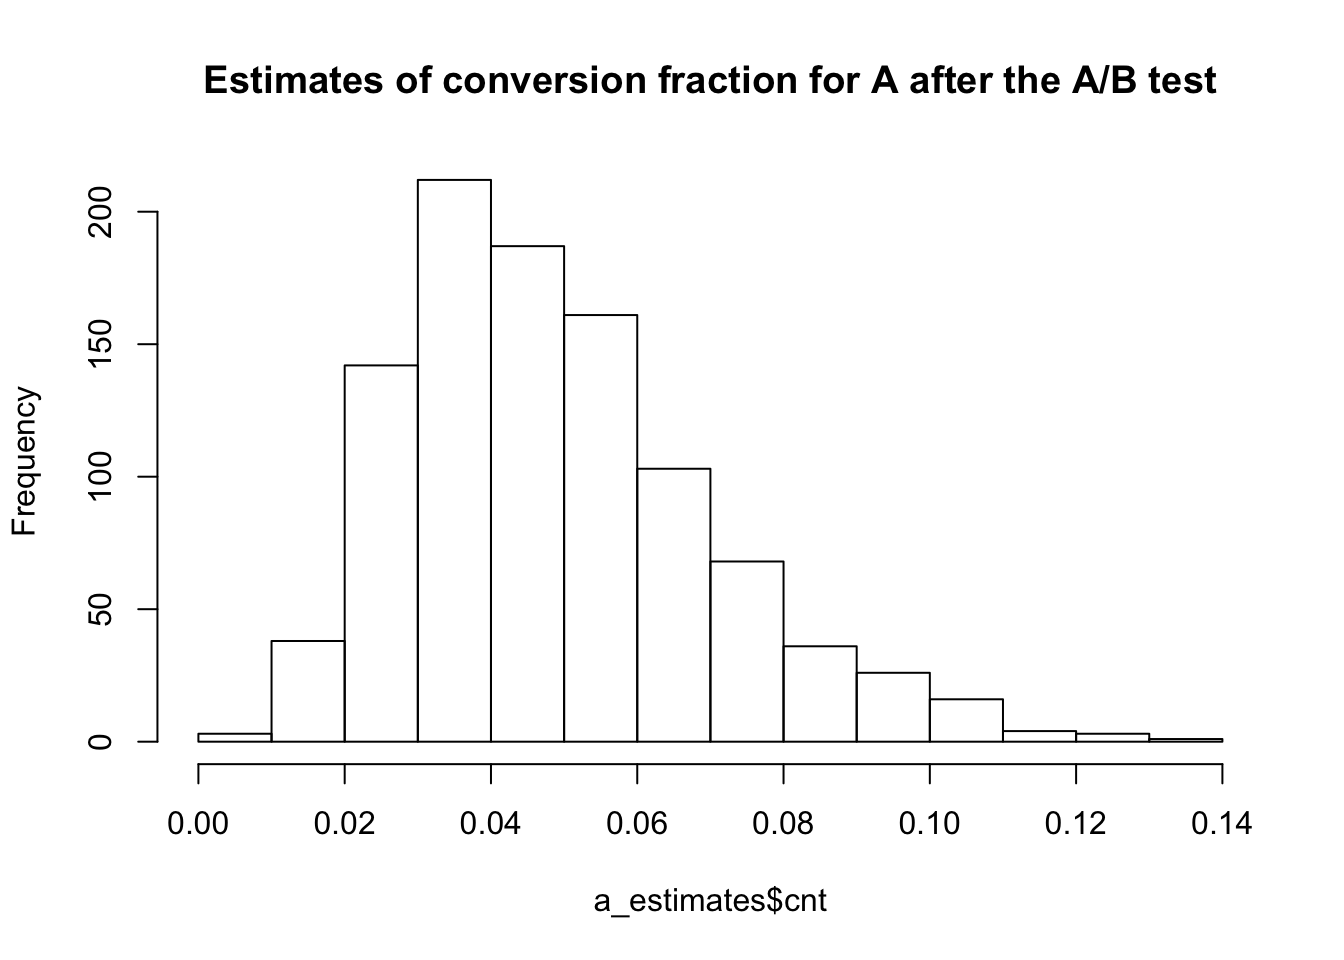 Estimates of conversion fraction for A after the A/B test
Frequency
200
150
100
50
0
0.00 0.02 0.04 0.06 0.08 0.10 0.12 0.14
a_estimates$cnt